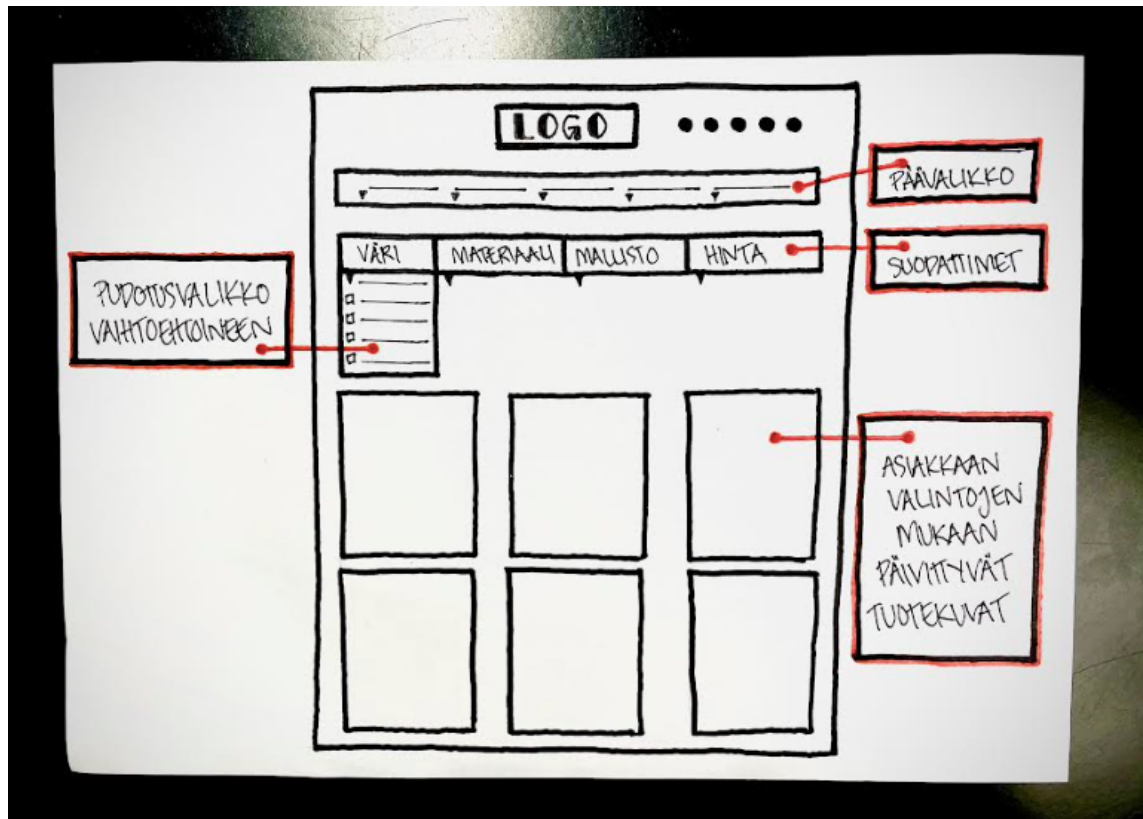 LOGO
PÄÄVALIKKO
VÄRI MATERIAALI MALLISTO HINTA
SUODATTIMET
PUDOTUSVALIKKO
VAIHTOEHTOINEEN
ASIAKKAAN
VALINTOJEN
MUKAAN
PÄIVITTYVÄT
TUOTEKUVAT